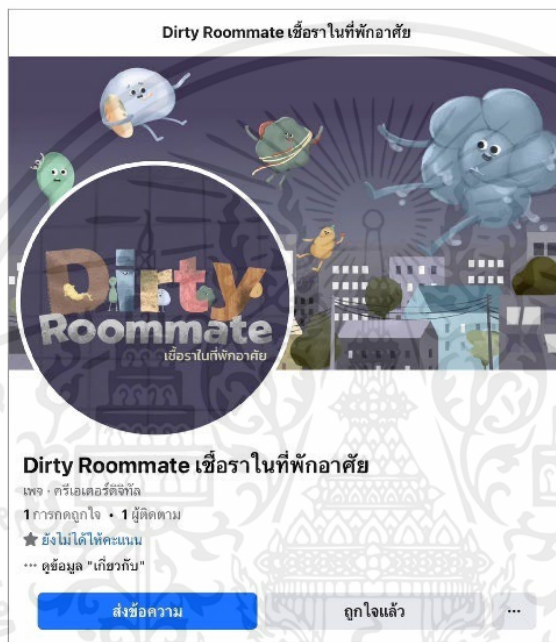 Dirty Roommate เชื้อราในที่พักอาศัย
Dirty
Roommate
เชื้อราในที่พักอาศัย
Dirty Roommate เชื้อราในที่พักอาศัย
เพจ · ครีเอเตอร์ดิจิทัล
1 การกดถูกใจ • 1 ผู้ติดตาม
ยังไม่ได้ให้คะแนน
··· ดูข้อมูล "เกี่ยวกับ"
ส่งข้อความ
ถูกใจแล้ว
···